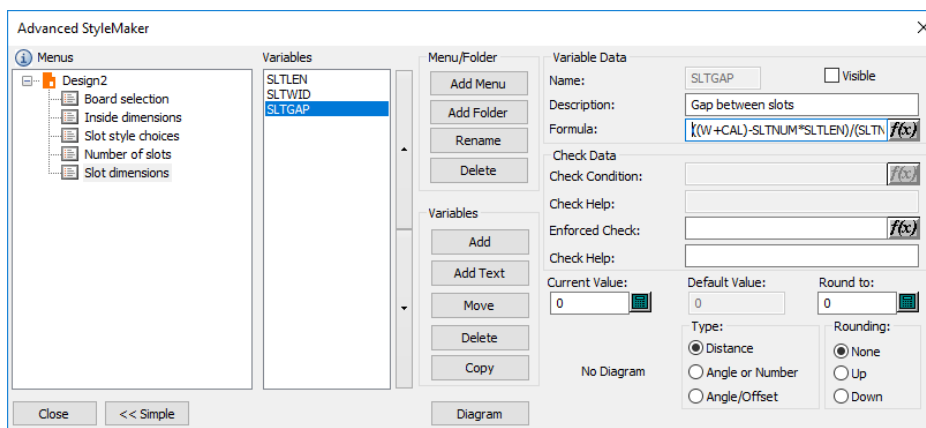 Advanced StyleMaker
Menus
Design2
Board selection
Inside dimensions
Slot style choices
Number of slots
Slot dimensions
Variables
SLTLEN
SLTWID
SLTGAP
Menu/Folder
Add Menu
Add Folder
Rename
Delete
Variables
Add
Add Text
Move
Delete
Copy
Diagram
Variable Data
Name: SLTGAP Visible
Description: Gap between slots
Formula: ((W+CAL)-SLTNUM*SLTLEN)/(SLTN f(x)
Check Data
Check Condition: f(x)
Check Help:
Enforced Check: f(x)
Check Help:
Current Value: Default Value: Round to:
0 0 0
No Diagram
Type:
Distance
Angle or Number
Angle/Offset
Rounding:
None
Up
Down
Close << Simple